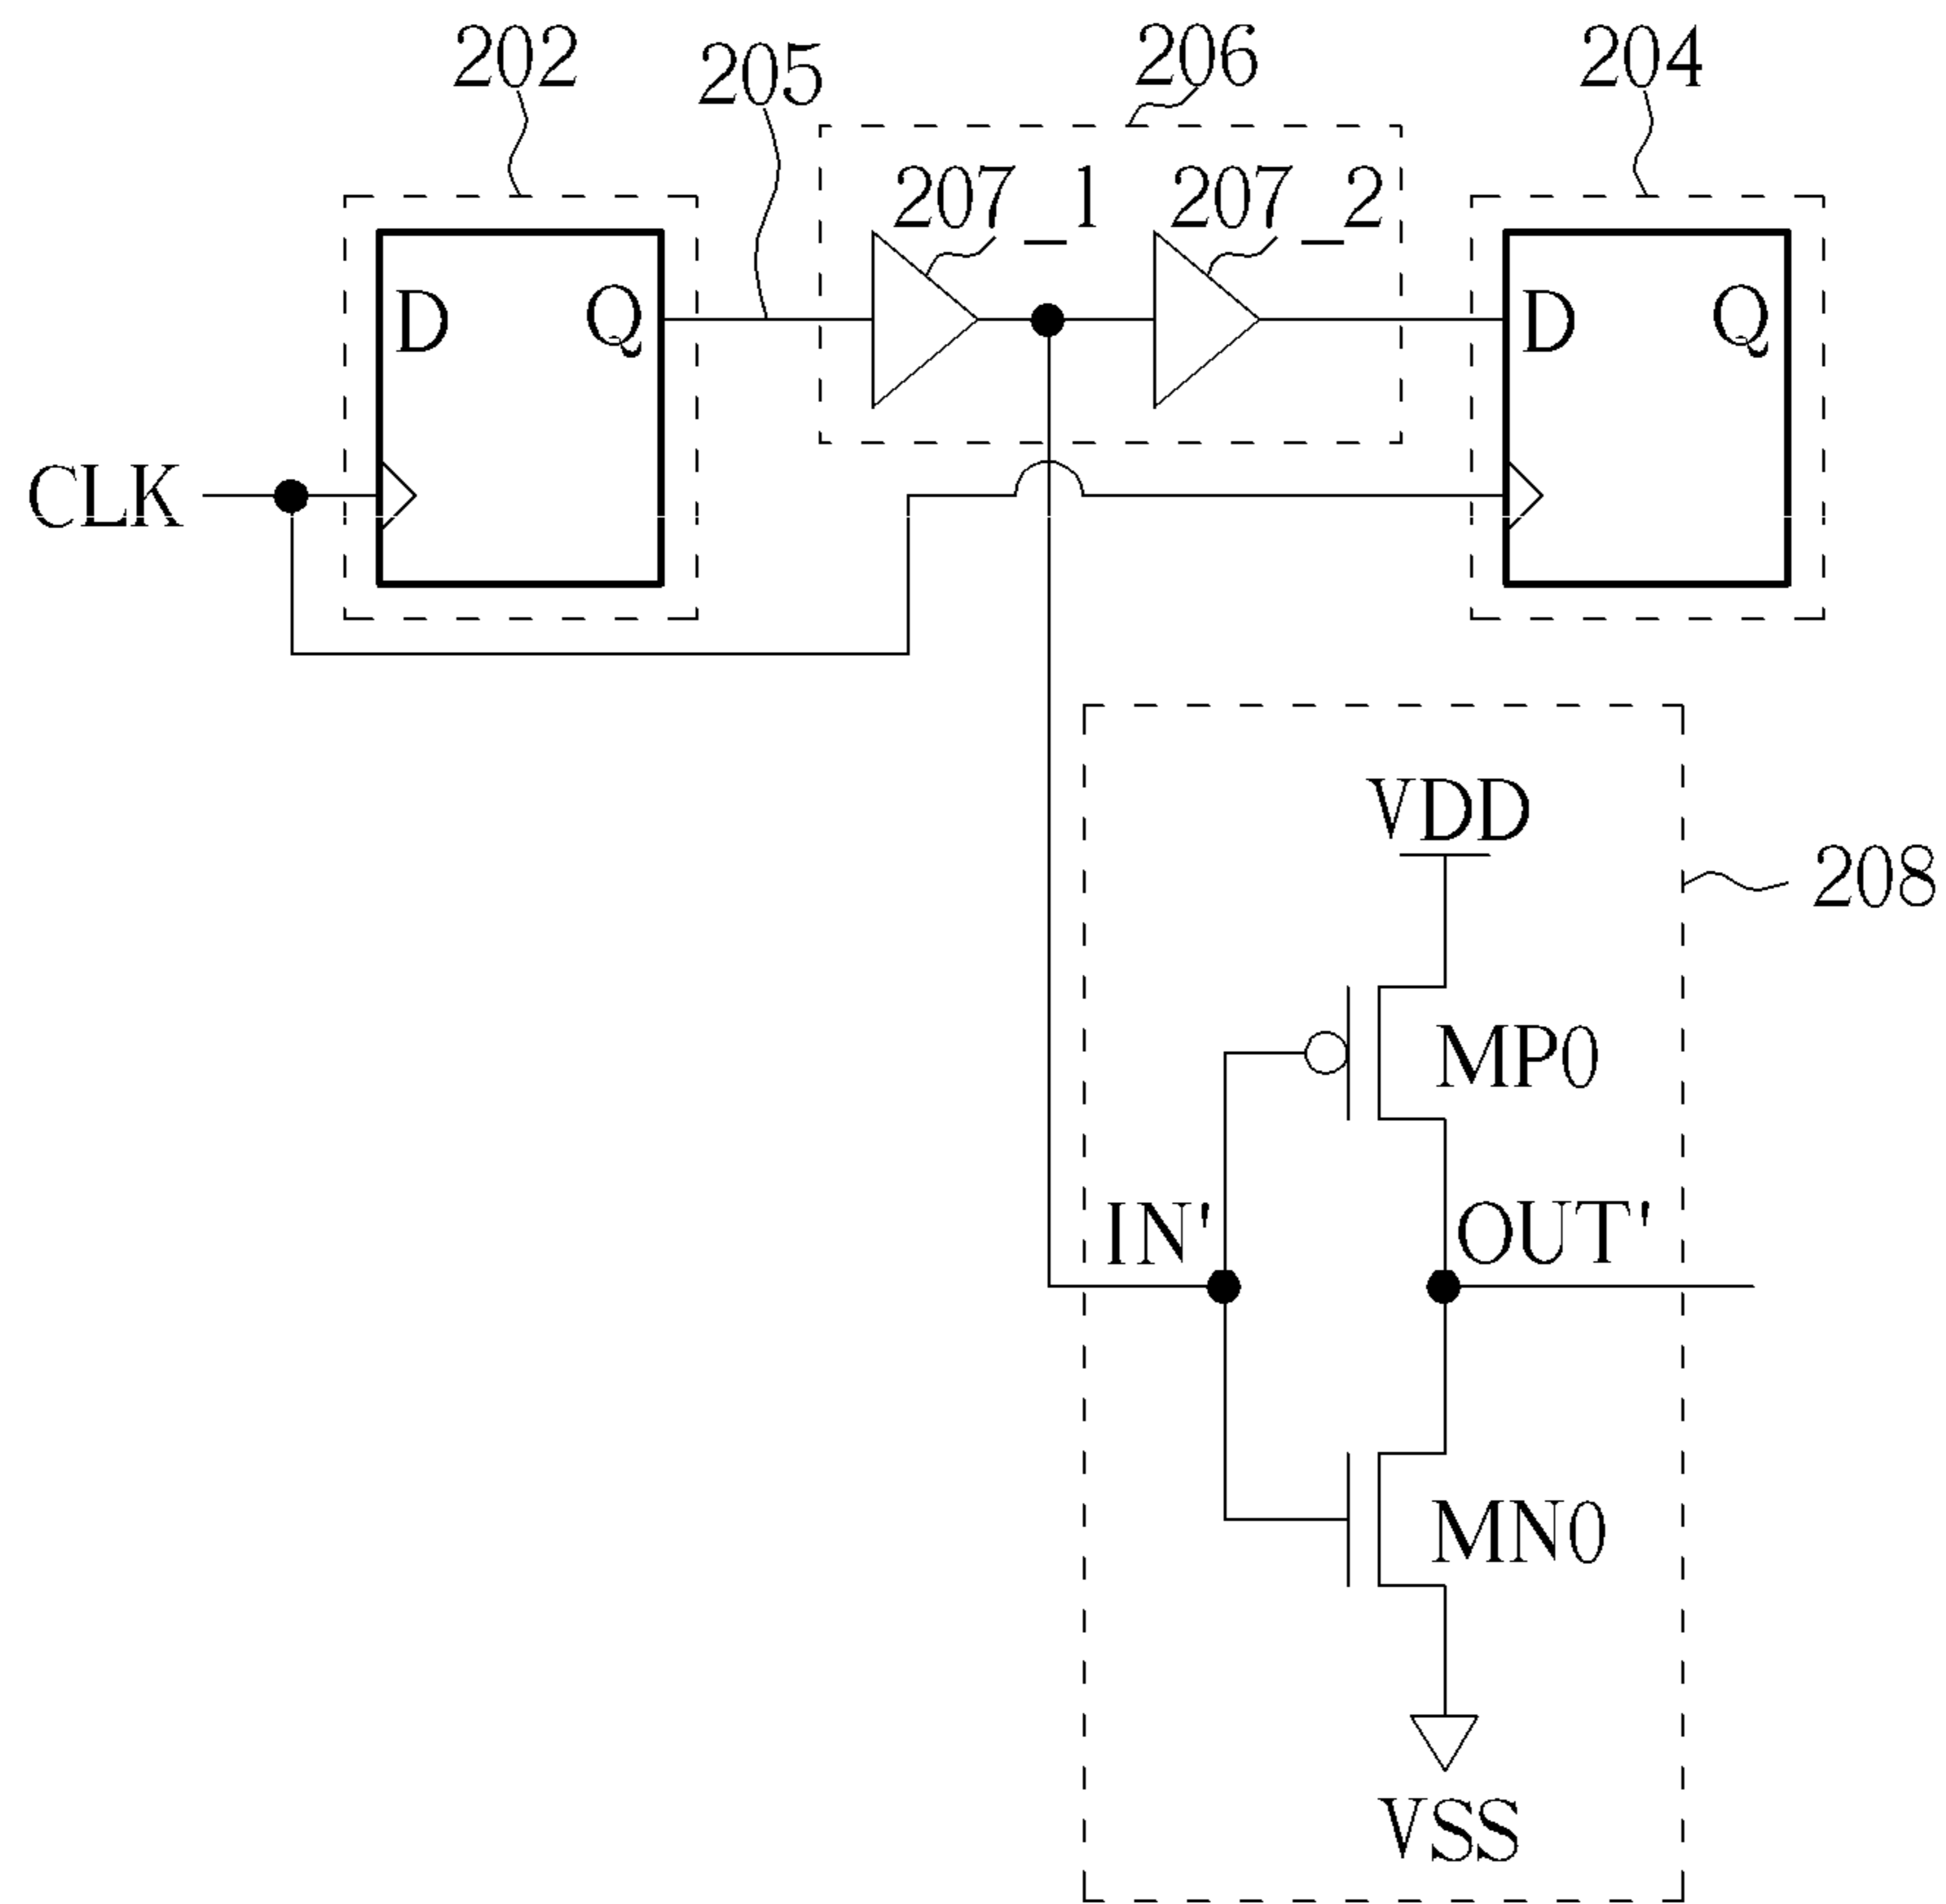 202
205
206
204
207_1
207_2
D
Q
D
Q
CLK
VDD
208
MP0
IN'
OUT'
MN0
VSS